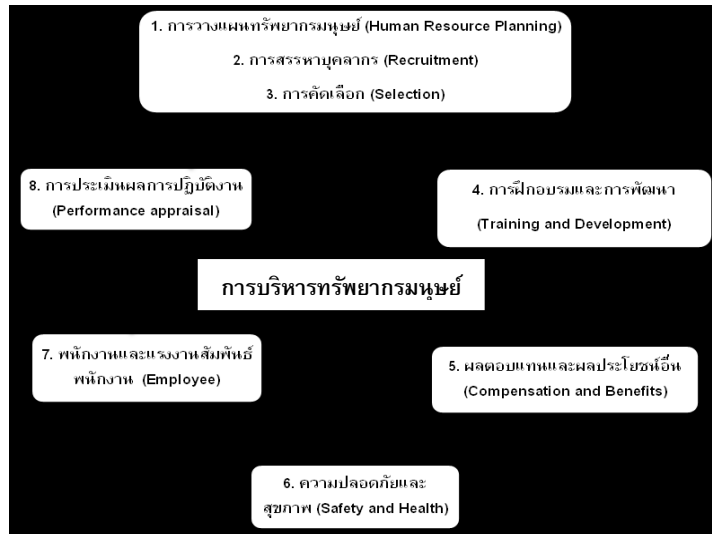 1. การวางแผนทรัพยากรมนุษย์ (Human Resource Planning)
2. การสรรหาบุคลากร (Recruitment)
3. การคัดเลือก (Selection)
8. การประเมินผลการปฏิบัติงาน
(Performance appraisal)
4. การฝึกอบรมและการพัฒนา
(Training and Development)
การบริหารทรัพยากรมนุษย์
7. พนักงานและแรงงานสัมพันธ์
พนักงาน (Employee)
5. ผลตอบแทนและผลประโยชน์อื่น
(Compensation and Benefits)
6. ความปลอดภัยและ
สุขภาพ (Safety and Health)